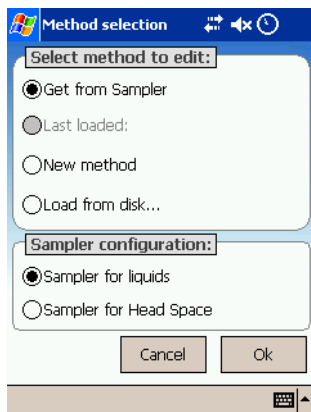 Method selection
Select method to edit:
Get from Sampler
Last loaded:
New method
Load from disk...
Sampler configuration:
Sampler for liquids
Sampler for Head Space
Cancel Ok